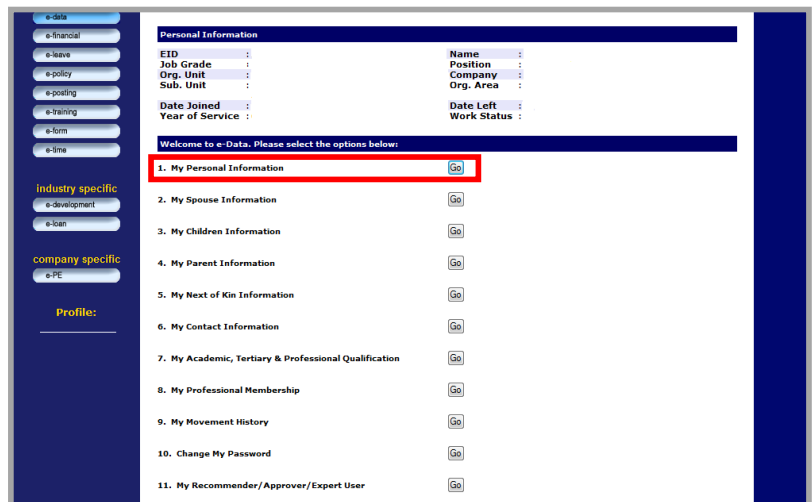 e-data
e-financial
e-leave
e-policy
e-posting
e-training
e-form
e-time
industry specific
e-development
e-loan
company specific
e-PE
Profile:
Personal Information
EID : Name :
Job Grade : Position :
Org. Unit : Company :
Sub. Unit : Org. Area :
Date Joined : Date Left :
Year of Service : Work Status :
Welcome to e-Data. Please select the options below:
1. My Personal Information Go
2. My Spouse Information Go
3. My Children Information Go
4. My Parent Information Go
5. My Next of Kin Information Go
6. My Contact Information Go
7. My Academic, Tertiary & Professional Qualification Go
8. My Professional Membership Go
9. My Movement History Go
10. Change My Password Go
11. My Recommender/Approver/Expert User Go